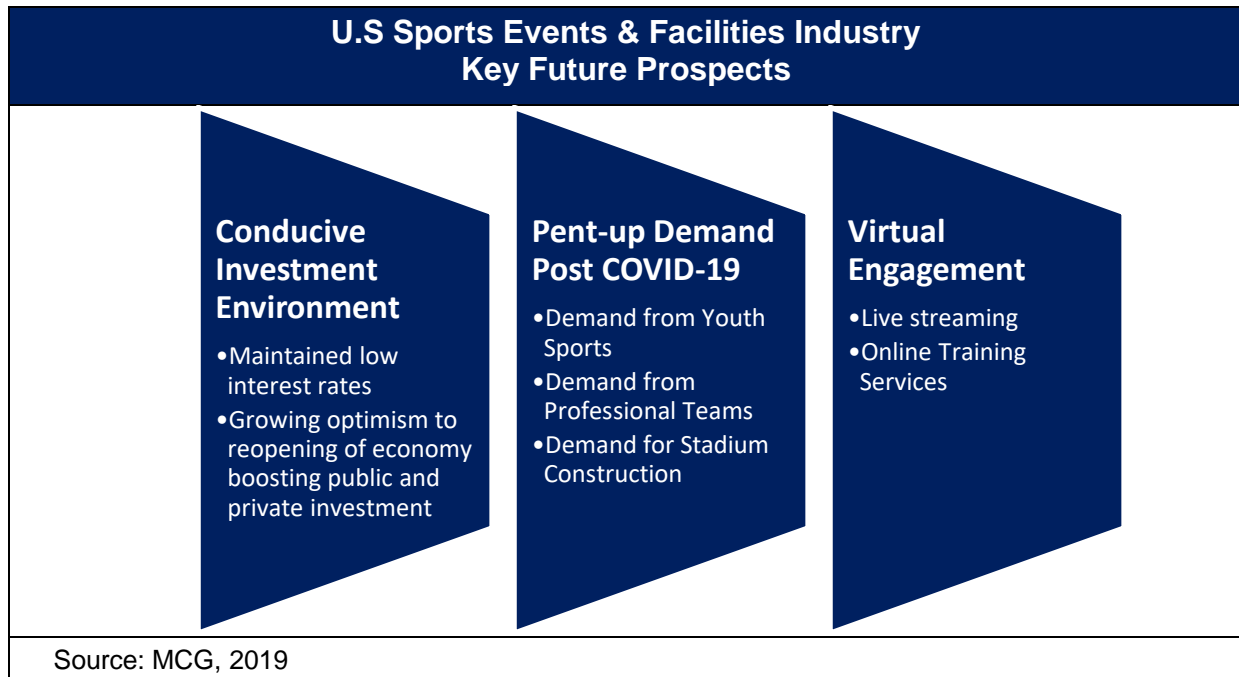 U.S Sports Events & Facilities Industry
Key Future Prospects
Conducive
Investment
Environment
•Maintained low
interest rates
•Growing optimism to
reopening of economy
boosting public and
private investment
Pent-up Demand
Post COVID-19
•Demand from Youth
Sports
•Demand from
Professional Teams
•Demand for Stadium
Construction
Virtual
Engagement
•Live streaming
•Online Training
Services
Source: MCG, 2019